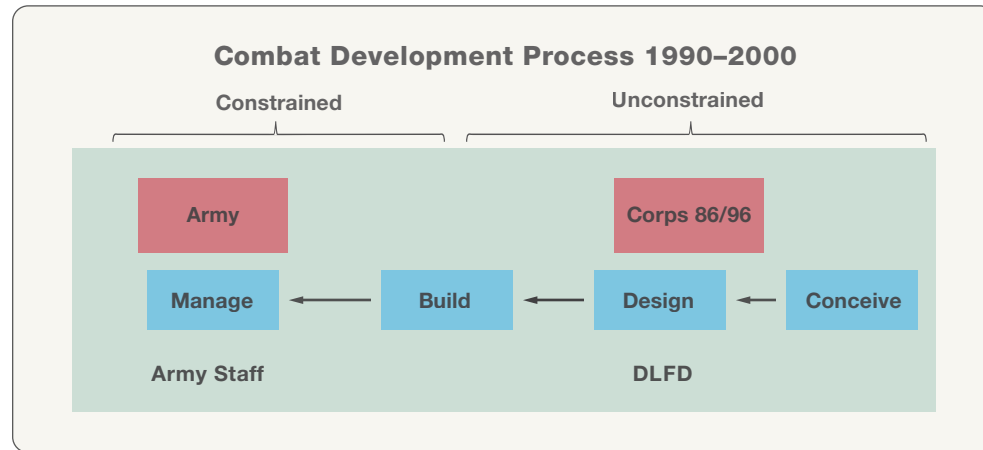 Combat Development Process 1990–2000
Constrained
Unconstrained
Army
Corps 86/96
Manage
Build
Design
Conceive
Army Staff
DLFD